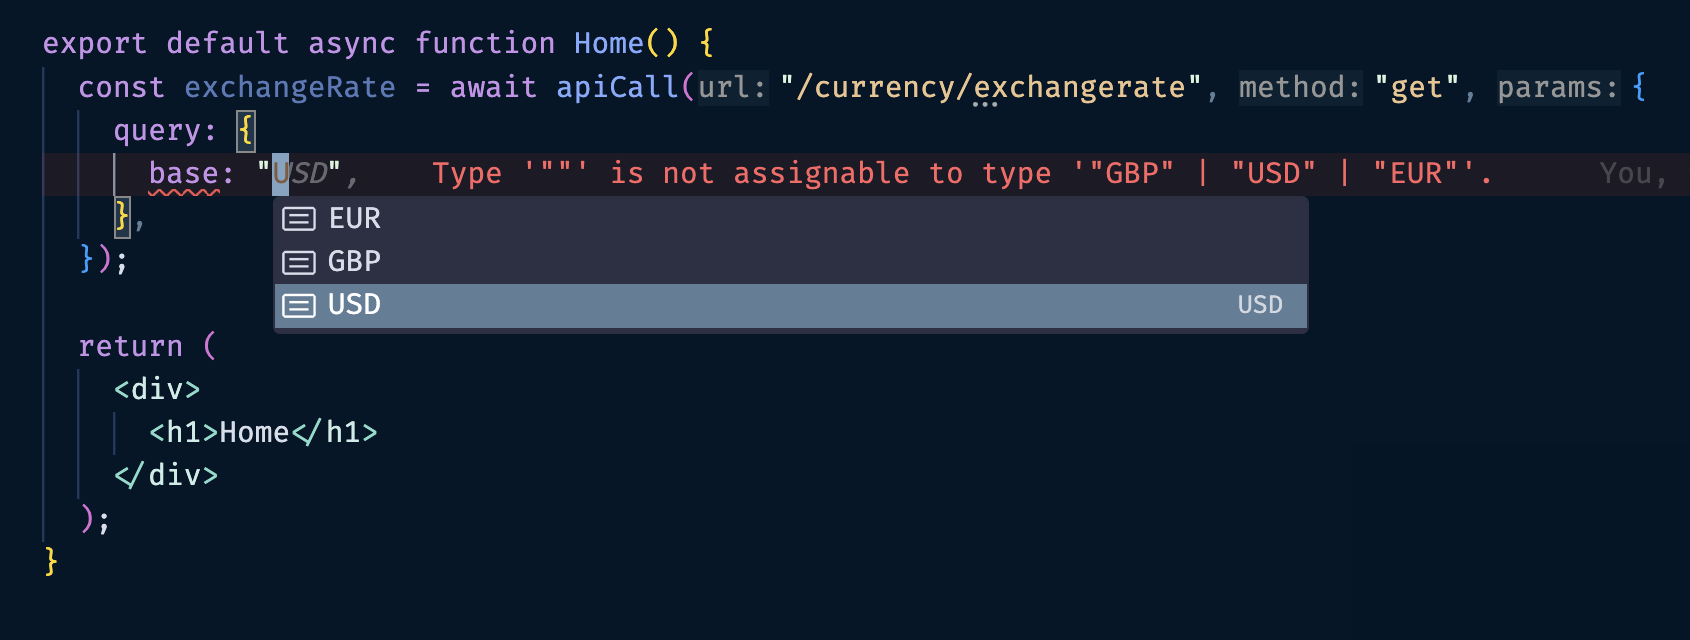 export default async function Home() {
const exchangeRate = await apiCall(url: "/currency/exchangerate", method: "get", params: {
query: {
base: "USD", Type '""' is not assignable to type '"GBP" | "USD" | "EUR"'. You,
},
EUR
});
GBP
USD USD
return (
<div>
<h1>Home</h1>
</div>
);
}